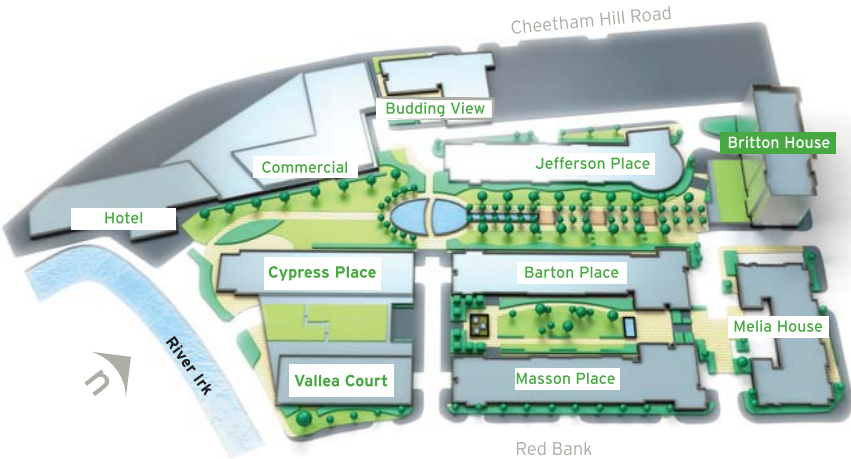 Cheetham Hill Road
Budding View
Britton House
Commercial
Jefferson Place
Hotel
Cypress Place
Barton Place
Melia House
River Irk
n
Vallea Court
Masson Place
Red Bank